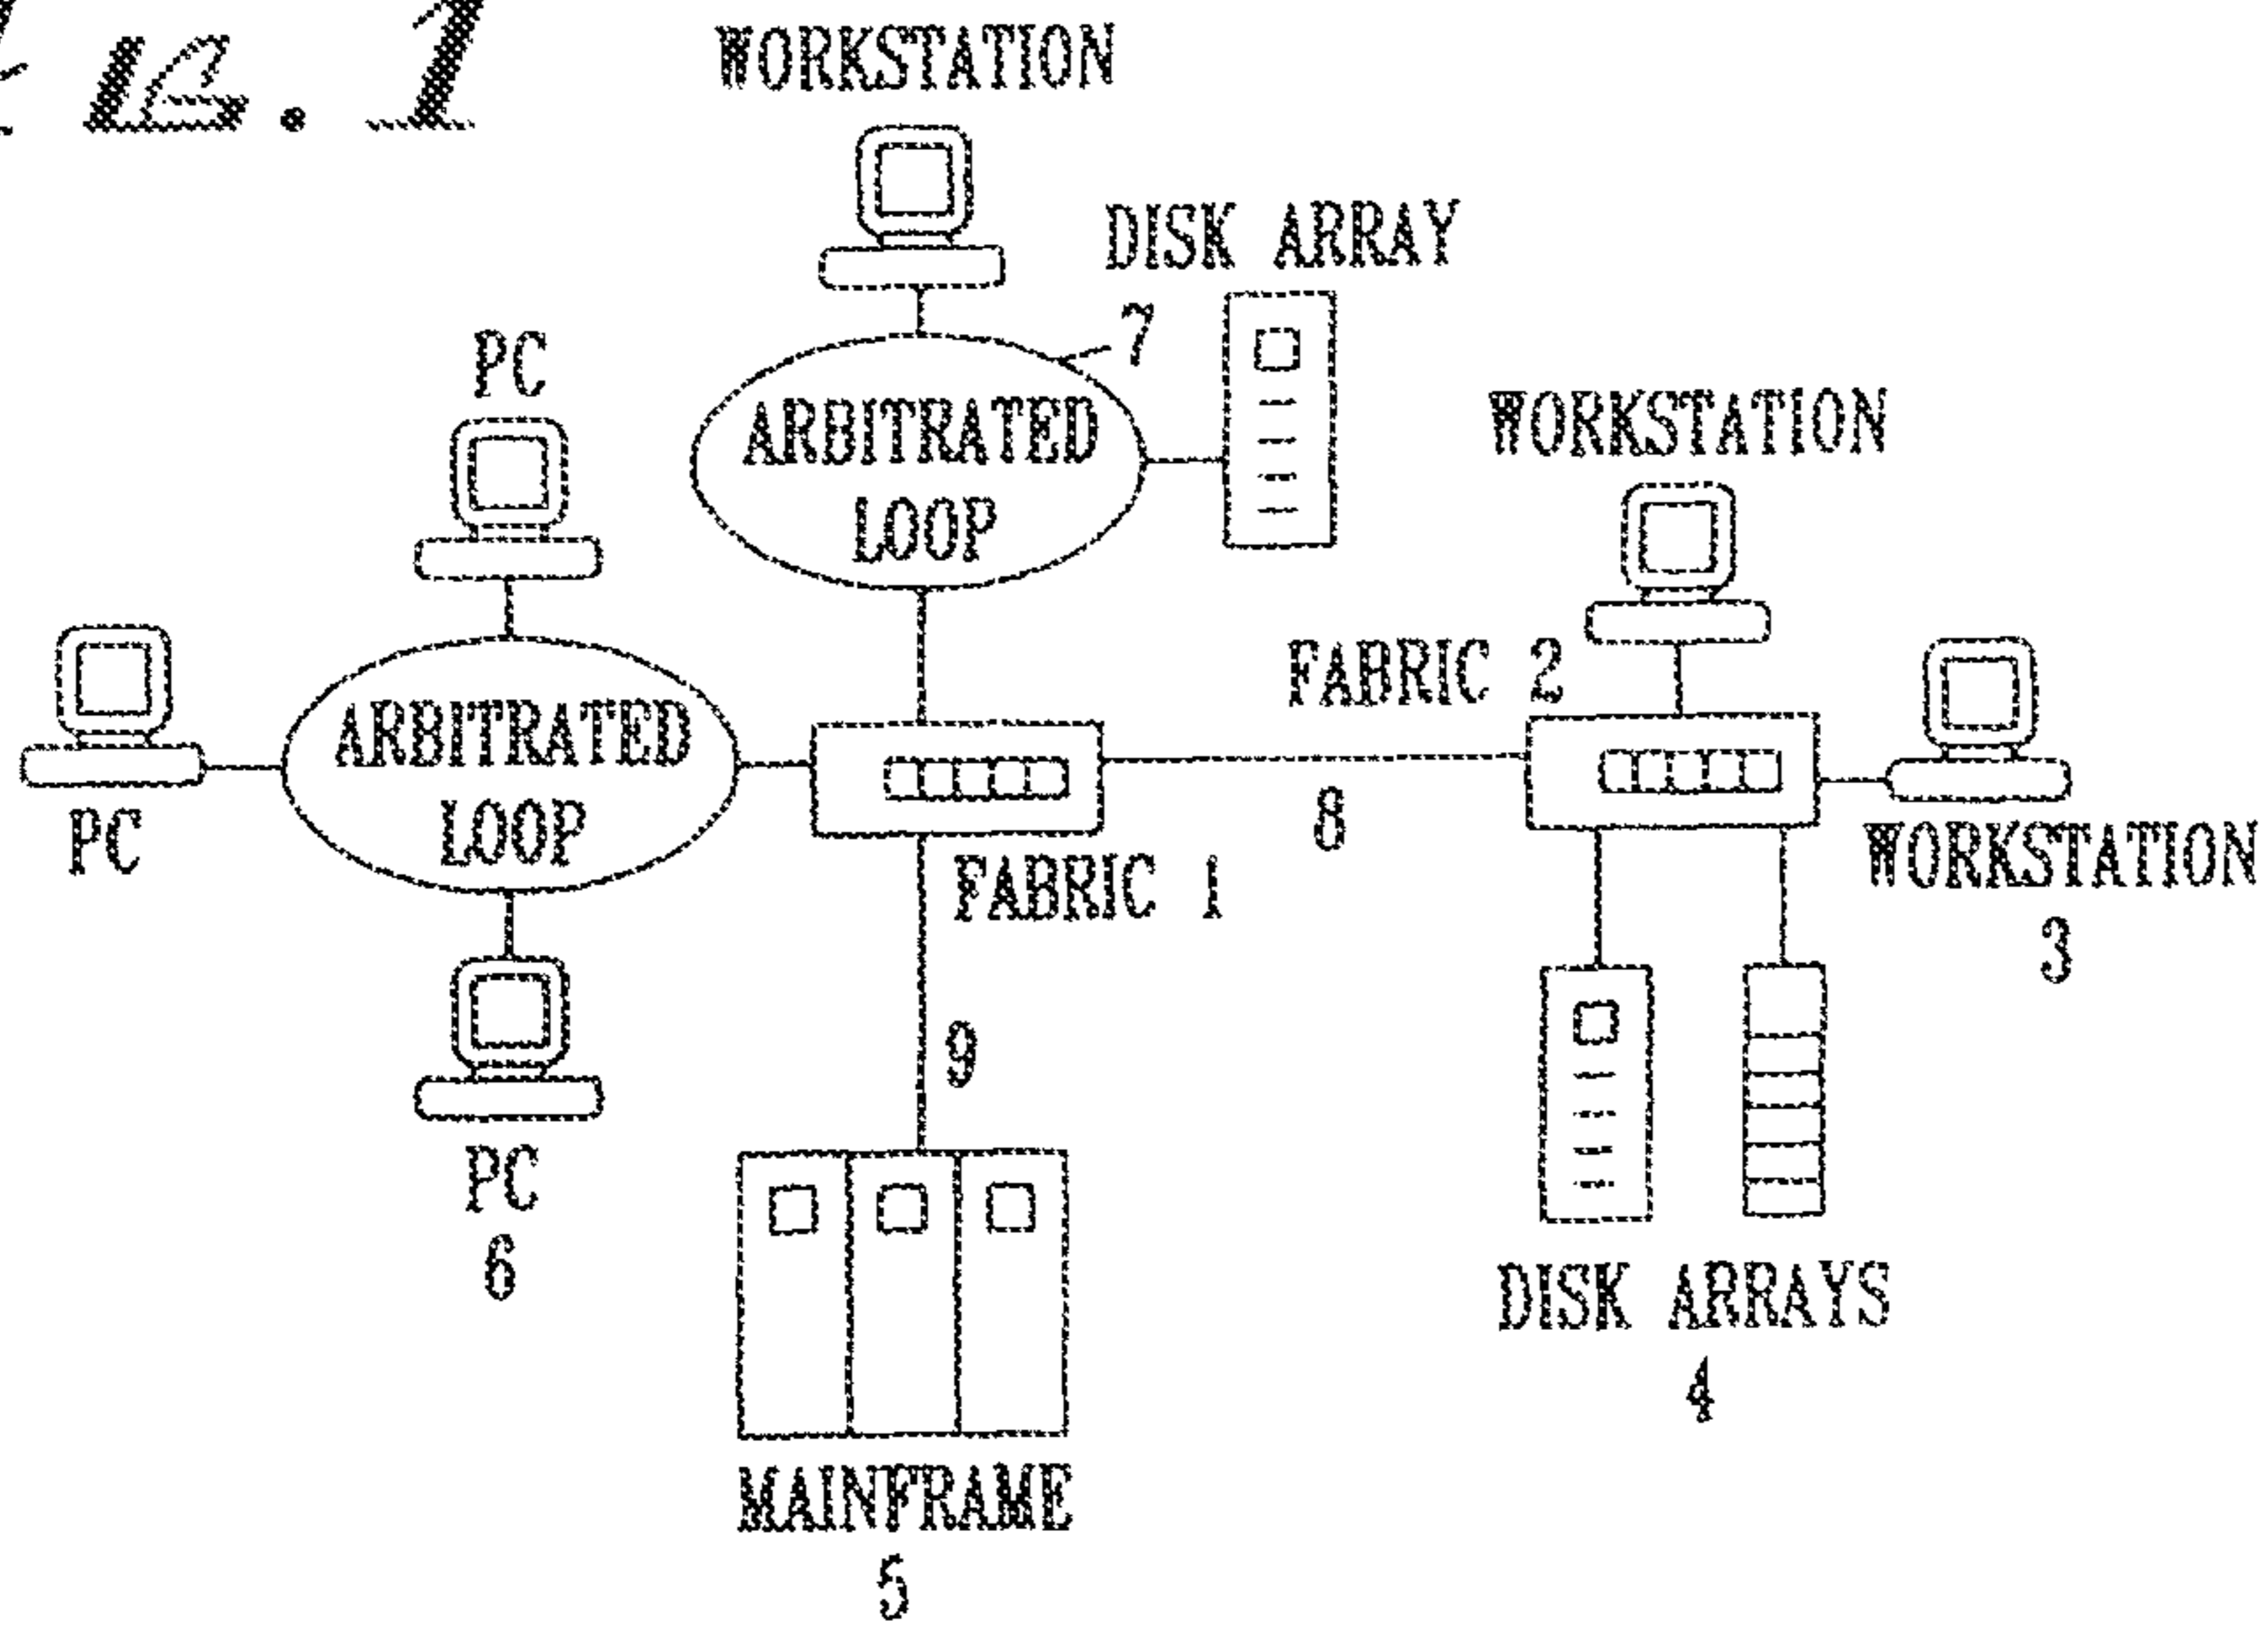 WORKSTATION
DISK ARRAY
7
PC
ARBITRATED
LOOP
WORKSTATION
FABRIC 2
ARBITRATED
LOOP
PC
8
FABRIC 1
WORKSTATION
3
9
PC
6
DISK ARRAYS
4
MAINFRAME
5